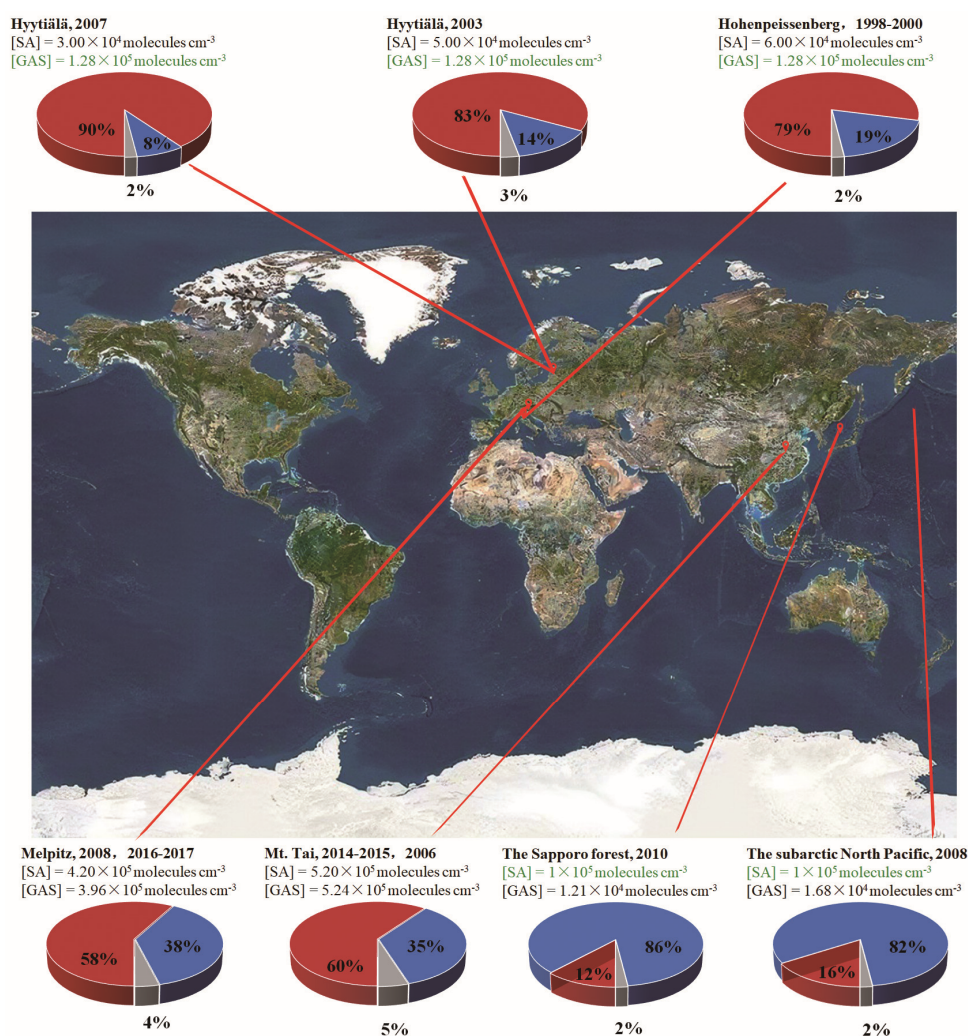 Hyytiälä, 2007
[SA] = 3.00×10⁴ molecules cm⁻³
[GAS] = 1.28×10⁵ molecules cm⁻³
90%
8%
2%
Hyytiälä, 2003
[SA] = 5.00×10⁴ molecules cm⁻³
[GAS] = 1.28×10⁵ molecules cm⁻³
83%
14%
3%
Hohenpeissenberg, 1998-2000
[SA] = 6.00×10⁴ molecules cm⁻³
[GAS] = 1.28×10⁵ molecules cm⁻³
79%
19%
2%
Melpitz, 2008, 2016-2017
[SA] = 4.20×10⁵ molecules cm⁻³
[GAS] = 3.96×10⁵ molecules cm⁻³
58%
38%
4%
Mt. Tai, 2014-2015, 2006
[SA] = 5.20×10⁵ molecules cm⁻³
[GAS] = 5.24×10⁵ molecules cm⁻³
60%
35%
5%
The Sapporo forest, 2010
[SA] = 1×10⁵ molecules cm⁻³
[GAS] = 1.21×10⁴ molecules cm⁻³
86%
12%
2%
The subarctic North Pacific, 2008
[SA] = 1×10⁵ molecules cm⁻³
[GAS] = 1.68×10⁴ molecules cm⁻³
82%
16%
2%